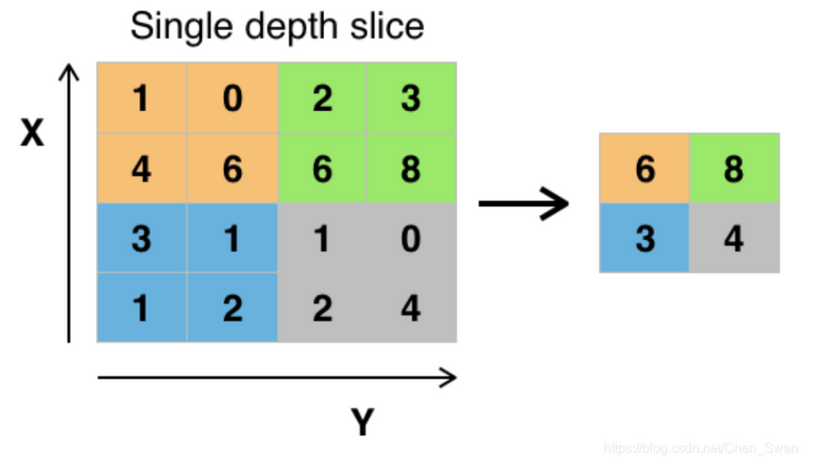 Single depth slice
1 0 2 3
X
4 6 6 8
6 8
3 1 1 0
3 4
1 2 2 4
Y
https://blog.csdn.net/Chen_Swan